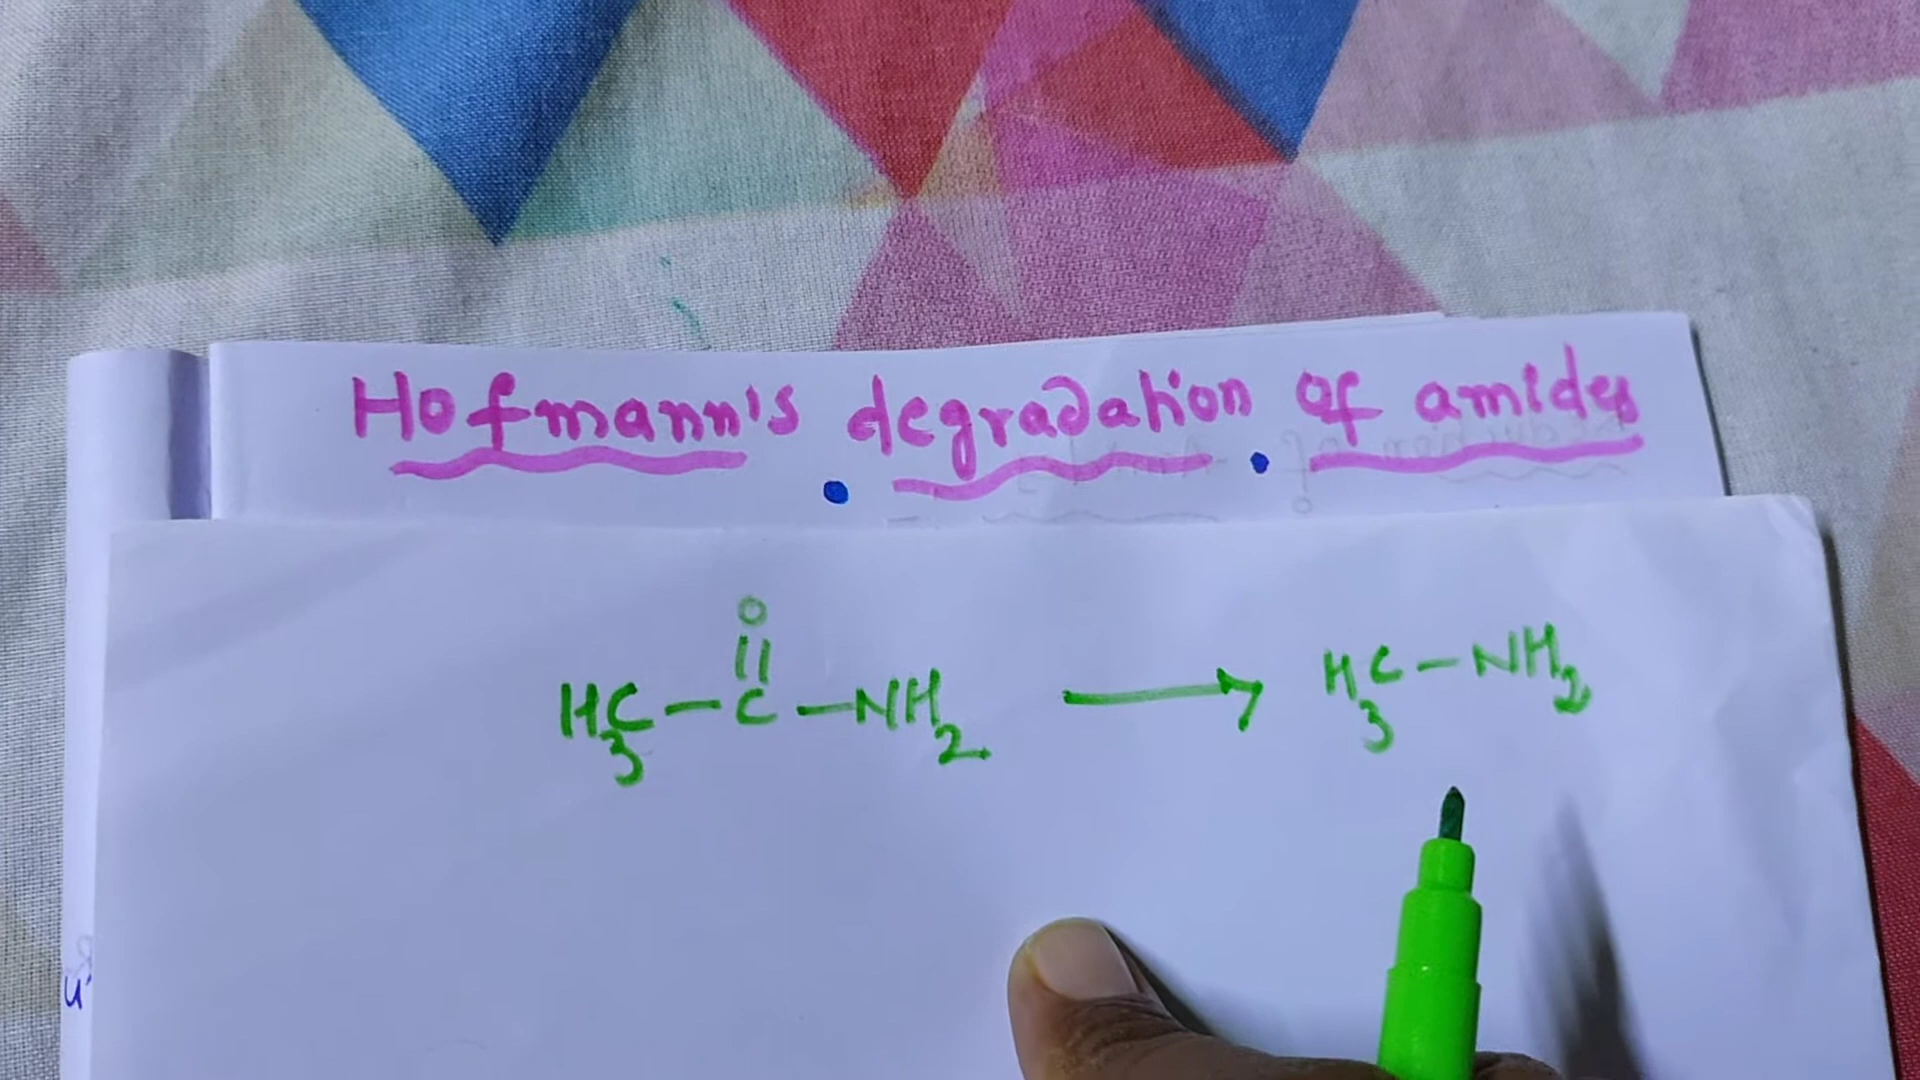 Hofmann's degradation of amides
O
||
H3C-C-NH2 → H3C-NH2